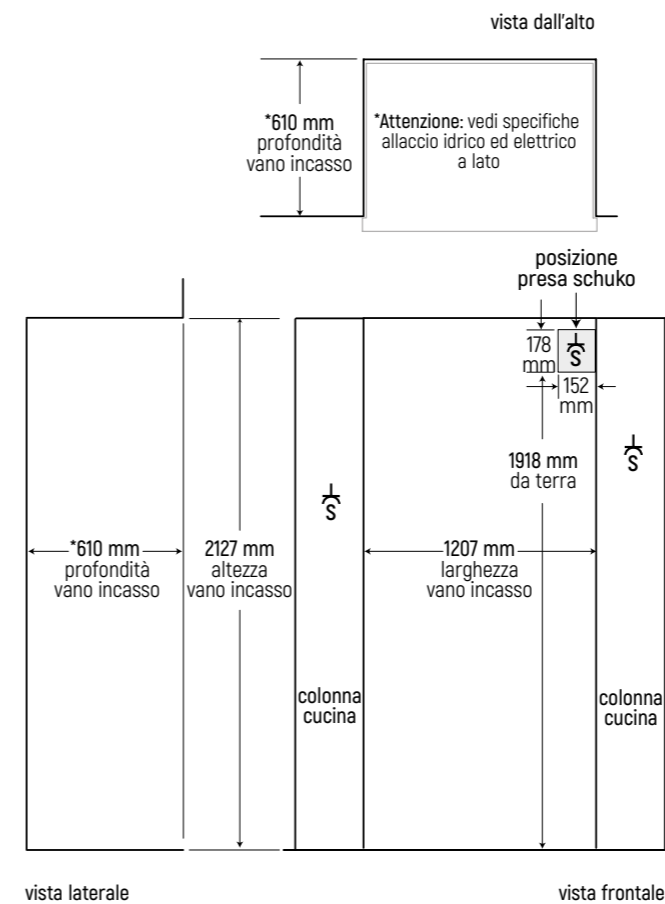 vista dall'alto
*610 mm
profondità
vano incasso
*Attenzione: vedi specifiche
allaccio idrico ed elettrico
a lato
posizione
presa schuko
178
mm
S
152
mm
1918 mm
da terra
S
S
*610 mm
profondità
vano incasso
2127 mm
altezza
vano incasso
1207 mm
larghezza
vano incasso
colonna
cucina
colonna
cucina
vista laterale
vista frontale